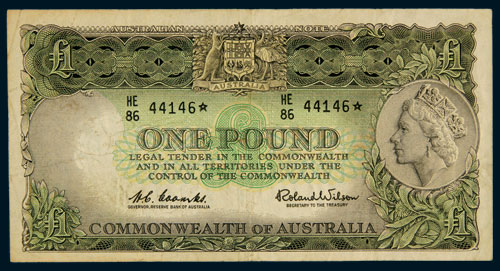 AUSTRALIAN NOTE
£1 £1
AUSTRALIA
HE 86 44146* HE 86 44146*
ONE POUND
LEGAL TENDER IN THE COMMONWEALTH
AND IN ALL TERRITORIES UNDER THE
CONTROL OF THE COMMONWEALTH
H.C. Coombs. Roland Wilson
GOVERNOR, RESERVE BANK OF AUSTRALIA SECRETARY TO THE TREASURY
£1 £1
COMMONWEALTH OF AUSTRALIA